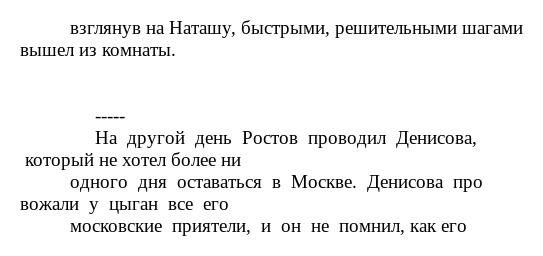 взглянув на Наташу, быстрыми, решительными шагами
вышел из комнаты.
-----
На другой день Ростов проводил Денисова,
который не хотел более ни
одного дня оставаться в Москве. Денисова про
вожали у цыган все его
московские приятели, и он не помнил, как его